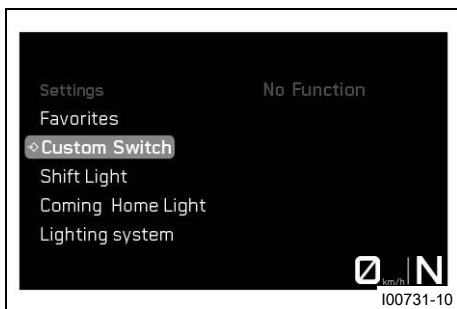 Settings No Function
Favorites
Custom Switch
Shift Light
Coming Home Light
Lighting system
0 km/h N
I00731-10